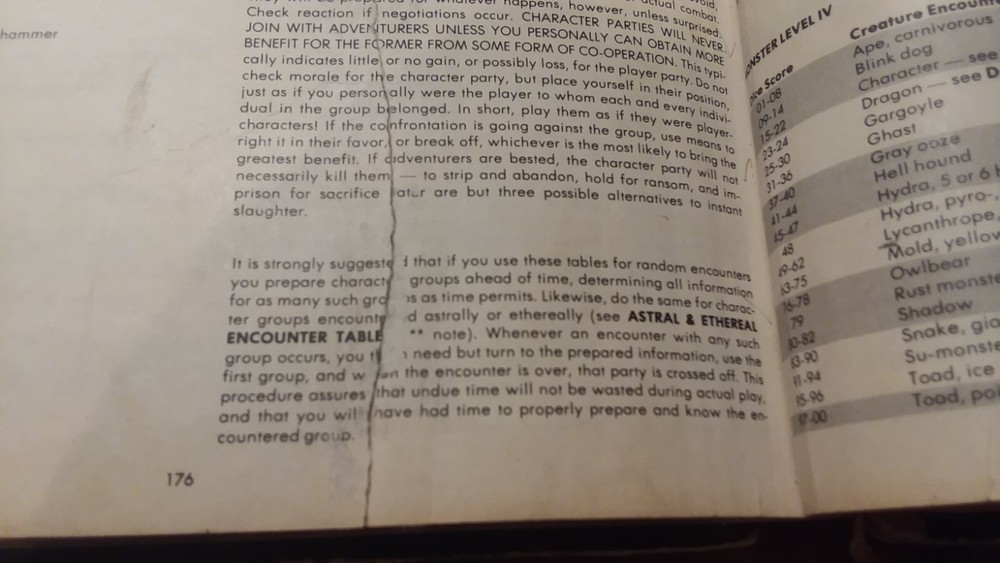 hammer
happens, however, unless surprised.
Check reaction if negotiations occur. CHARACTER PARTIES WILL NEVER
JOIN WITH ADVENTURERS UNLESS YOU PERSONALLY CAN OBTAIN MORE
BENEFIT FOR THE FORMER FROM SOME FORM OF CO-OPERATION. This typi-
cally indicates little or no gain, or possibly loss, for the player party. Do not
check morale for the character party, but place yourself in their position,
just as if you personally were the player to whom each and every indivi-
dual in the group belonged. In short, play them as if they were player-
characters! If the confrontation is going against the group, use means to
right it in their favor, or break off, whichever is the most likely to bring the
greatest benefit. If adventurers are bested, the character party will not
necessarily kill them — to strip and abandon, hold for ransom, and im-
prison for sacrifice later are but three possible alternatives to instant
slaughter.
It is strongly suggeste d that if you use these tables for random encounters
you prepare charact groups ahead of time, determining all information
for as many such gro as time permits. Likewise, do the same for charac-
ter groups encount d astrally or ethereally (see ASTRAL & ETHEREAL
ENCOUNTER TABLE ** note). Whenever an encounter with any such
group occurs, you need but turn to the prepared information, use the
first group, and w en the encounter is over, that party is crossed off. This
procedure assures that undue time will not be wasted during actual play,
and that you will have had time to properly prepare and know the en-
countered group.
176
MONSTER LEVEL IV
Dice Score Creature Encoun
01-08 Ape, carnivorous
09-14 Blink dog
15-22 Character — see
23-24 Dragon — see D
25-30 Gargoyle
31-36 Ghast
37-40 Gray ooze
41-44 Hell hound
45-47 Hydra, 5 or 6 h
48 Hydra, pyro-,
49-62 Lycanthrope,
63-75 Mold, yellow
76-78 Owlbear
79 Rust monste
80-82 Shadow
83-90 Snake, gia
91-94 Su-monste
95-96 Toad, ice
97-00 Toad, poi